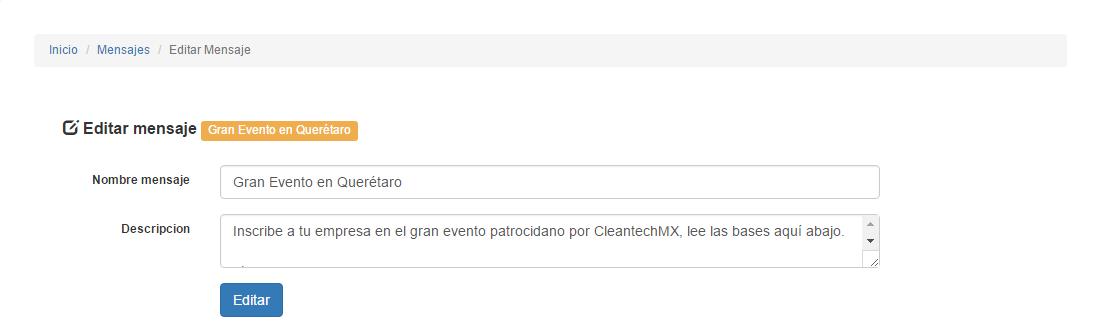 Inicio / Mensajes / Editar Mensaje
Editar mensaje Gran Evento en Querétaro
Nombre mensaje Gran Evento en Querétaro
Descripcion Inscribe a tu empresa en el gran evento patrocidano por CleantechMX, lee las bases aquí abajo.
Editar